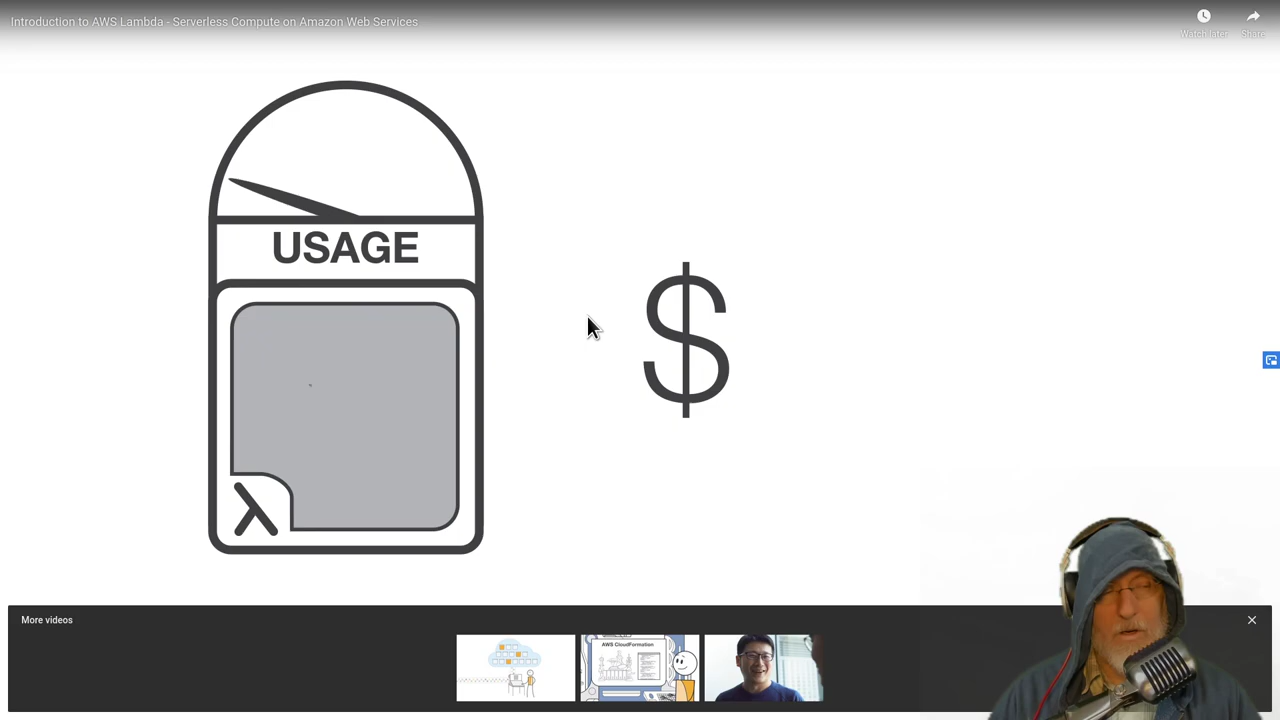 Introduction to AWS Lambda - Serverless Compute on Amazon Web Services
Watch later
Share
USAGE
$
λ
More videos
AWS CloudFormation